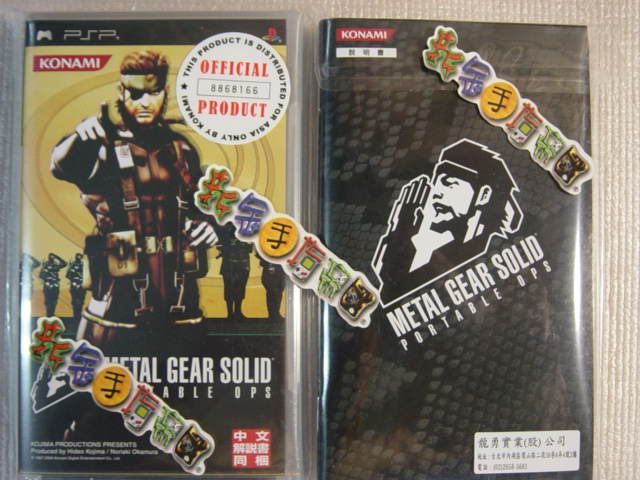 PSP
KONAMI
THIS PRODUCT IS DISTRIBUTED FOR ASIA ONLY BY KONAMI
OFFICIAL
8868166
PRODUCT
METAL GEAR SOLID
PORTABLE OPS
KOJIMA PRODUCTIONS PRESENTS
Produced by Hideo Kojima / Noriaki Okamura
中文
解説書
同梱
KONAMI
説明書
METAL GEAR SOLID
PORTABLE OPS
龍勇實業(股)公司